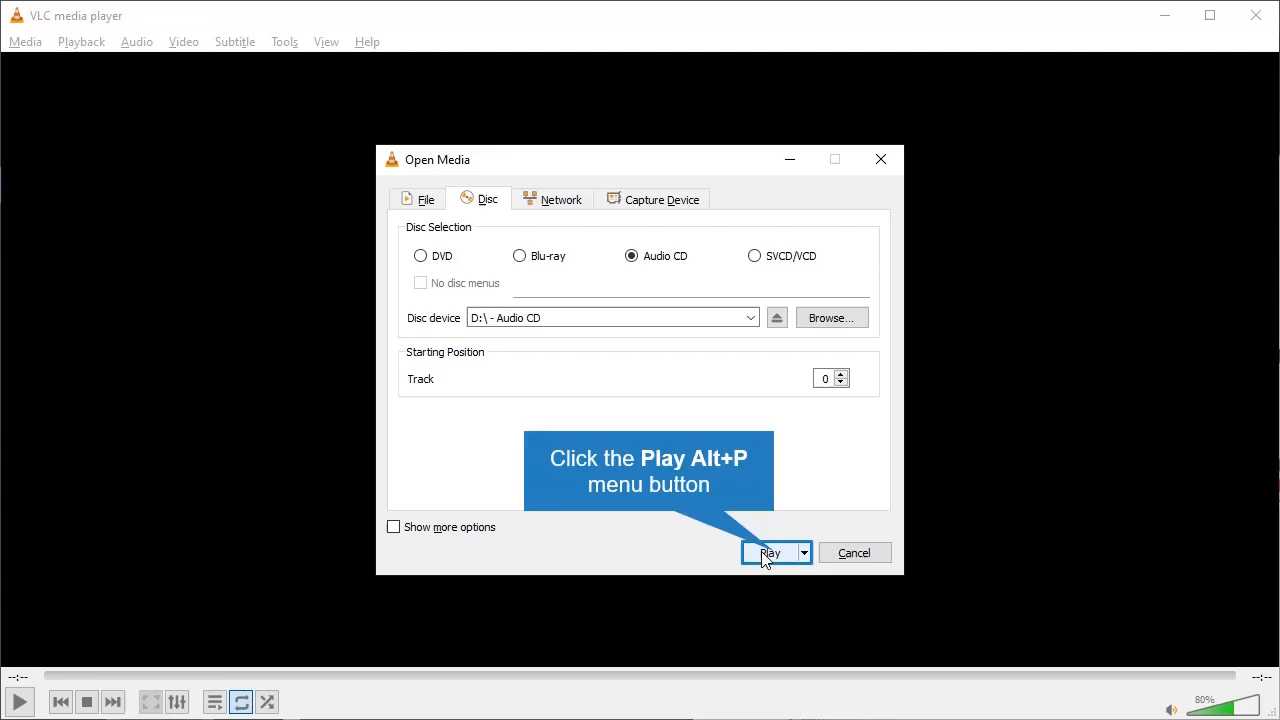 VLC media player
Media Playback Audio Video Subtitle Tools View Help
Open Media
File Disc Network Capture Device
Disc Selection
DVD Blu-ray Audio CD SVCD/VCD
No disc menus
Disc device D:\ - Audio CD Browse...
Starting Position
Track 0
Click the Play Alt+P
menu button
Show more options
Play Cancel
--:-- --:--
80%